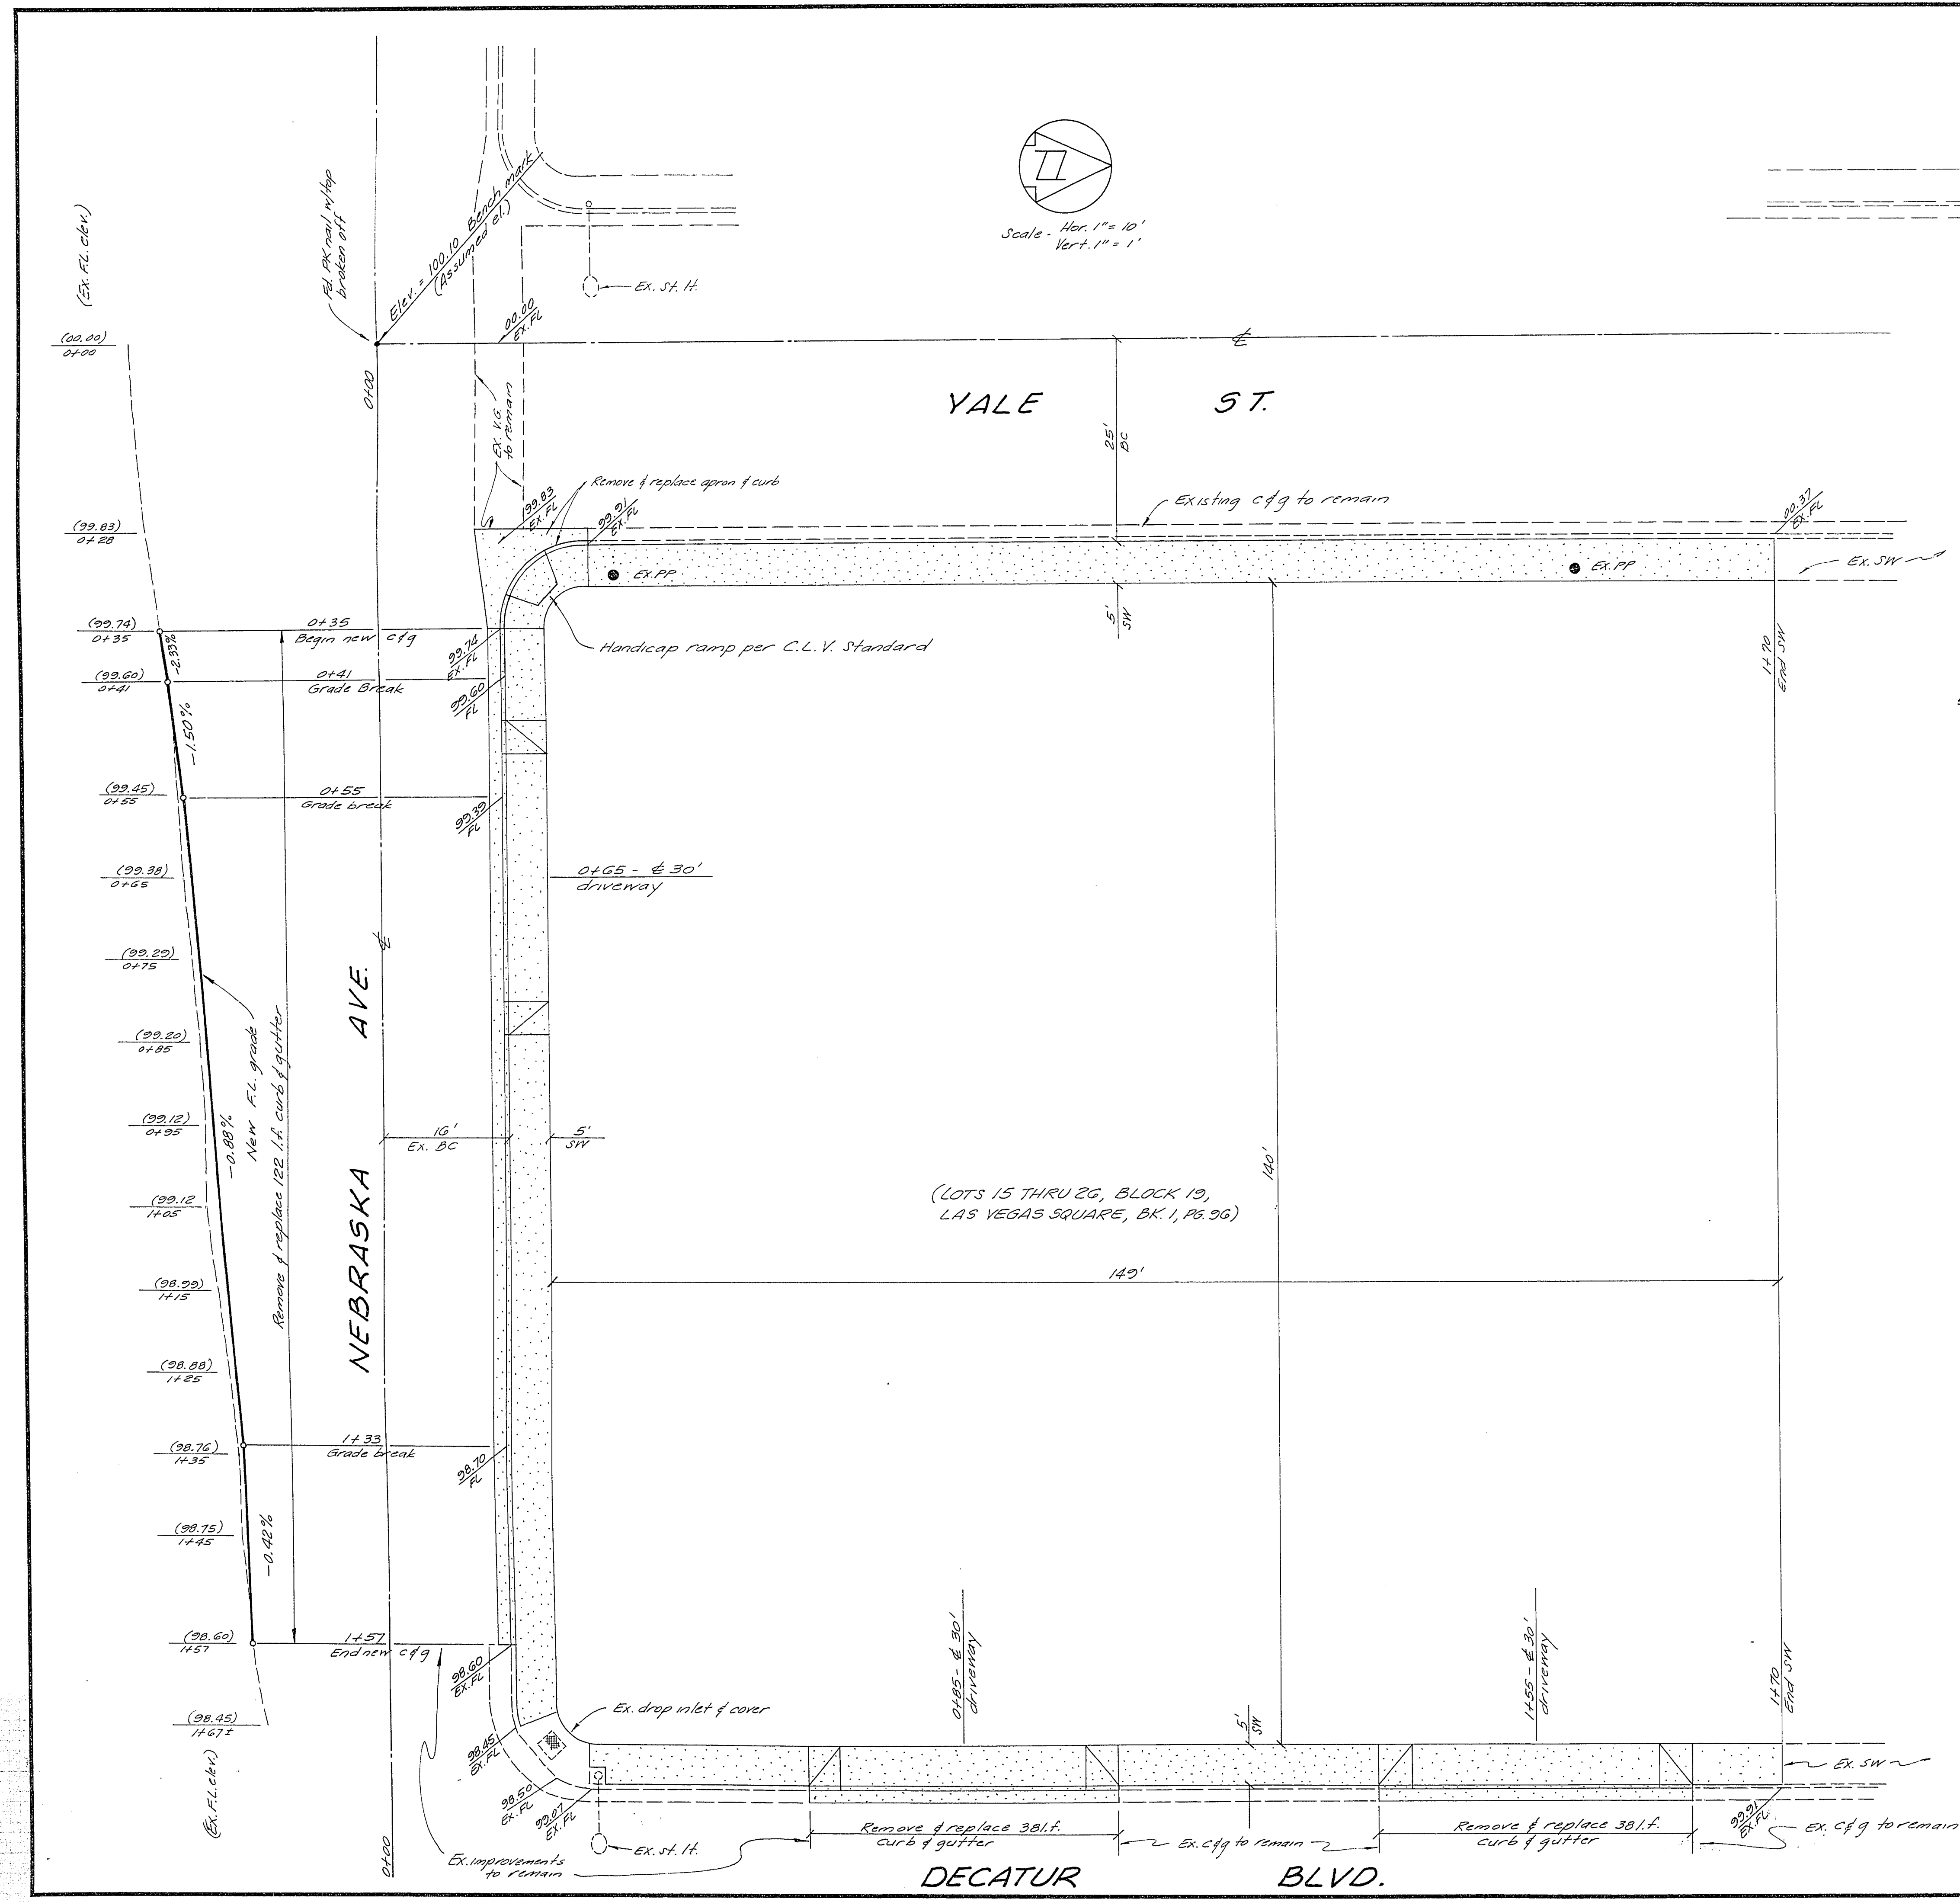 Scale - Hor. 1" = 10'
Vert. 1" = 1'
(Ex. F.L. elev.)
Fd. PK nail w/top
broken off
Elev. = 100.10 Bench mark
(Assumed el.)
Ex. st. lt.
00.00
EX. FL
(00.00)
0+00
0+00
℄
YALE ST.
25'
BC
EX. V.G.
to remain
Remove & replace apron & curb
99.83
EX. FL
99.91
EX. FL
Existing c&g to remain
00.37
EX. FL
(99.83)
0+28
Ex. PP
Ex. PP
Ex. SW
(99.74)
0+35
-2.33%
0+35
Begin new c&g
99.74
EX. FL
Handicap ramp per C.L.V. Standard
5'
SW
1+70
End SW
(99.60)
0+41
0+41
Grade Break
99.60
FL
-1.50%
(99.45)
0+55
0+55
Grade break
99.39
FL
(99.38)
0+65
0+65 - ℄ 30'
driveway
(99.29)
0+75
℄
NEBRASKA AVE.
(99.20)
0+85
New F.L. grade
Remove & replace 122 l.f. curb & gutter
(99.12)
0+95
-0.88%
16'
Ex. BC
5'
SW
140'
(99.12
1+05
(LOTS 15 THRU 26, BLOCK 19,
LAS VEGAS SQUARE, BK. 1, PG. 96)
(98.99)
1+15
149'
(98.88)
1+25
(98.76)
1+35
1+33
Grade break
98.70
FL
(98.75)
1+45
-0.42%
(98.60)
1+57
1+57
End new c&g
98.60
EX. FL
0+85 - ℄ 30'
driveway
1+55 - ℄ 30'
driveway
1+70
End SW
Ex. drop inlet & cover
5'
SW
(98.45)
1+67±
(Ex. F.L. elev.)
98.45
EX. FL
98.50
EX. FL
99.07
EX. FL
Ex. SW
99.91
EX. FL
0+00
Ex. improvements
to remain
Ex. st. lt.
Remove & replace 38 l.f.
curb & gutter
Ex. c&g to remain
Remove & replace 38 l.f.
curb & gutter
Ex. c&g to remain
DECATUR BLVD.